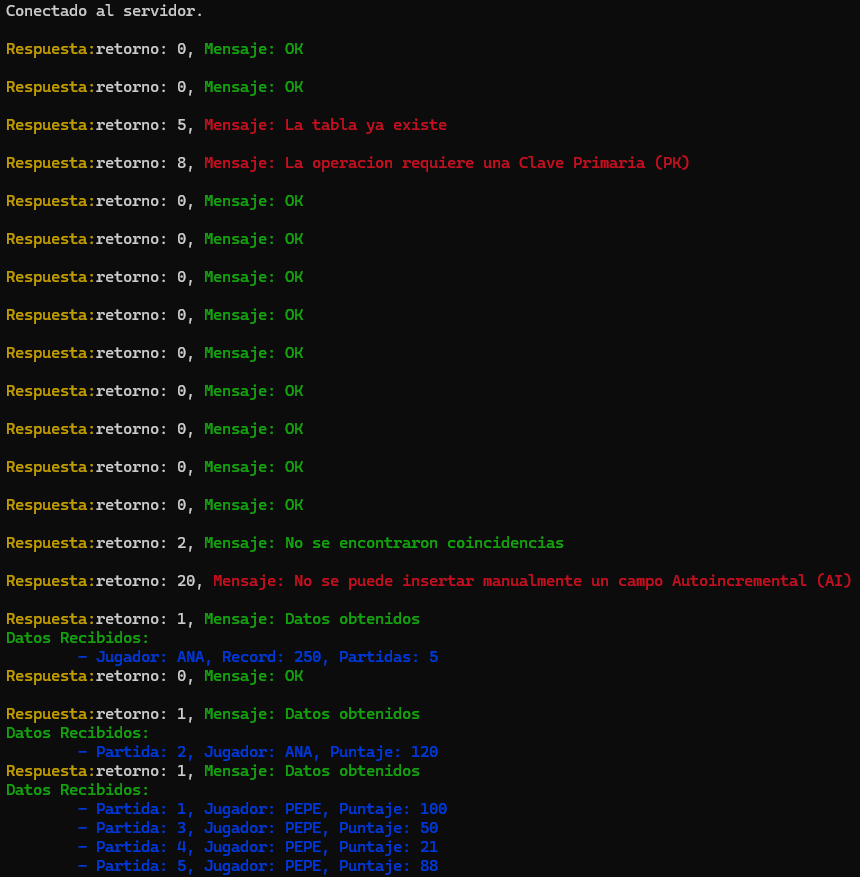 Conectado al servidor.
Respuesta:retorno: 0, Mensaje: OK
Respuesta:retorno: 0, Mensaje: OK
Respuesta:retorno: 5, Mensaje: La tabla ya existe
Respuesta:retorno: 8, Mensaje: La operacion requiere una Clave Primaria (PK)
Respuesta:retorno: 0, Mensaje: OK
Respuesta:retorno: 0, Mensaje: OK
Respuesta:retorno: 0, Mensaje: OK
Respuesta:retorno: 0, Mensaje: OK
Respuesta:retorno: 0, Mensaje: OK
Respuesta:retorno: 0, Mensaje: OK
Respuesta:retorno: 0, Mensaje: OK
Respuesta:retorno: 0, Mensaje: OK
Respuesta:retorno: 0, Mensaje: OK
Respuesta:retorno: 2, Mensaje: No se encontraron coincidencias
Respuesta:retorno: 20, Mensaje: No se puede insertar manualmente un campo Autoincremental (AI)
Respuesta:retorno: 1, Mensaje: Datos obtenidos
Datos Recibidos:
- Jugador: ANA, Record: 250, Partidas: 5
Respuesta:retorno: 0, Mensaje: OK
Respuesta:retorno: 1, Mensaje: Datos obtenidos
Datos Recibidos:
- Partida: 2, Jugador: ANA, Puntaje: 120
Respuesta:retorno: 1, Mensaje: Datos obtenidos
Datos Recibidos:
- Partida: 1, Jugador: PEPE, Puntaje: 100
- Partida: 3, Jugador: PEPE, Puntaje: 50
- Partida: 4, Jugador: PEPE, Puntaje: 21
- Partida: 5, Jugador: PEPE, Puntaje: 88